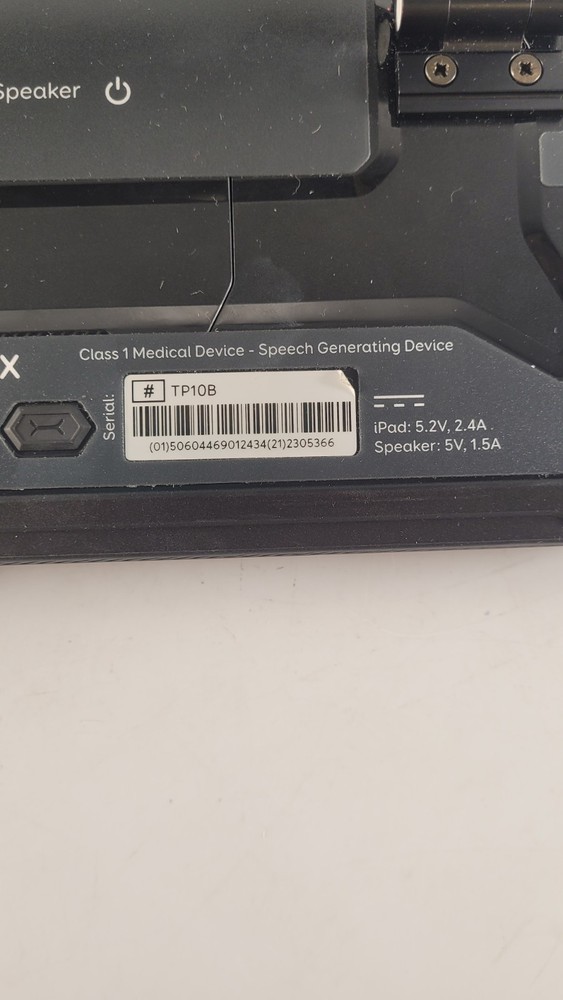 Speaker
X
Class 1 Medical Device - Speech Generating Device
Serial:
# TP10B
(01)50604469012434(21)2305366
iPad: 5.2V, 2.4A
Speaker: 5V, 1.5A